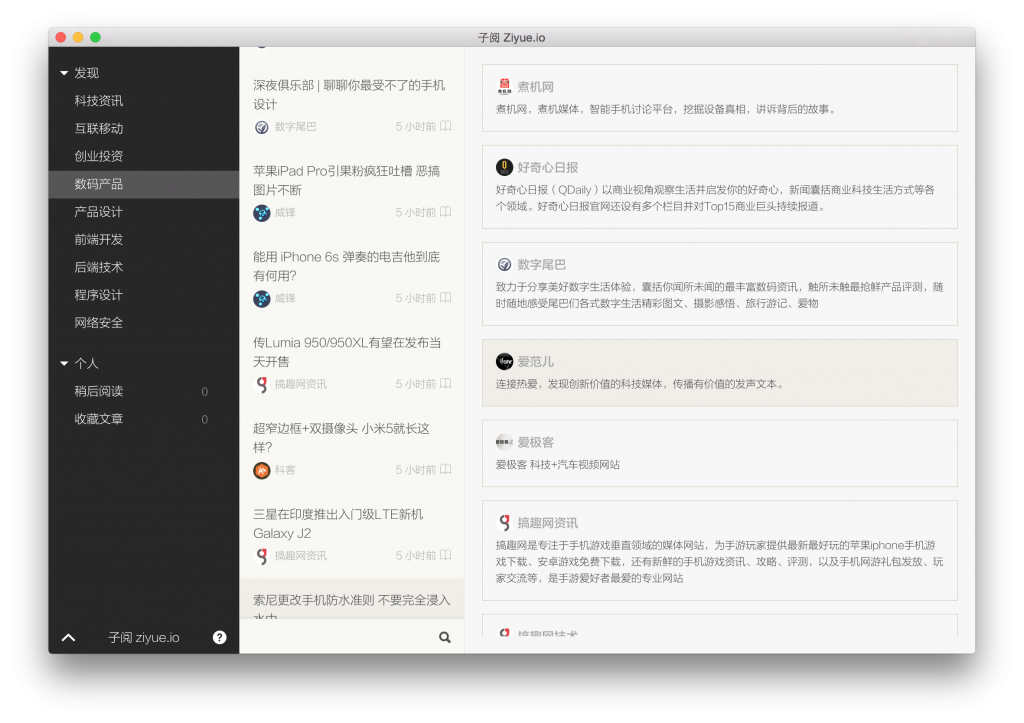 子阅 Ziyue.io
发现
科技资讯
互联移动
创业投资
数码产品
产品设计
前端开发
后端技术
程序设计
网络安全
个人
稍后阅读 0
收藏文章 0
子阅 ziyue.io ?
深夜俱乐部 | 聊聊你最受不了的手机
设计
数字尾巴 5 小时前
苹果iPad Pro引果粉疯狂吐槽 恶搞
图片不断
威锋 5 小时前
能用 iPhone 6s 弹奏的电吉他到底
有何用?
威锋 5 小时前
传Lumia 950/950XL有望在发布当
天开售
搞趣网资讯 5 小时前
超窄边框+双摄像头 小米5就长这
样?
科客 5 小时前
三星在印度推出入门级LTE新机
Galaxy J2
搞趣网资讯 5 小时前
索尼更改手机防水准则 不要完全浸入
水中
煮机网
煮机网，煮机媒体，智能手机讨论平台，挖掘设备真相，讲诉背后的故事。
好奇心日报
好奇心日报（QDaily）以商业视角观察生活并启发你的好奇心，新闻囊括商业科技生活方式等各
个领域。好奇心日报官网还设有多个栏目并对Top15商业巨头持续报道。
数字尾巴
致力于分享美好数字生活体验，囊括你闻所未闻的最丰富数码资讯，触所未触最抢鲜产品评测，随
时随地感受尾巴们各式数字生活精彩图文、摄影感悟、旅行游记、爱物
爱范儿
连接热爱，发现创新价值的科技媒体，传播有价值的发声文本。
爱极客
爱极客 科技+汽车视频网站
搞趣网资讯
搞趣网是专注于手机游戏垂直领域的媒体网站，为手游玩家提供最新最好玩的苹果iphone手机游
戏下载、安卓游戏免费下载，还有新鲜的手机游戏资讯、攻略、评测，以及手机网游礼包发放、玩
家交流等，是手游爱好者最爱的专业网站
搞趣网技术